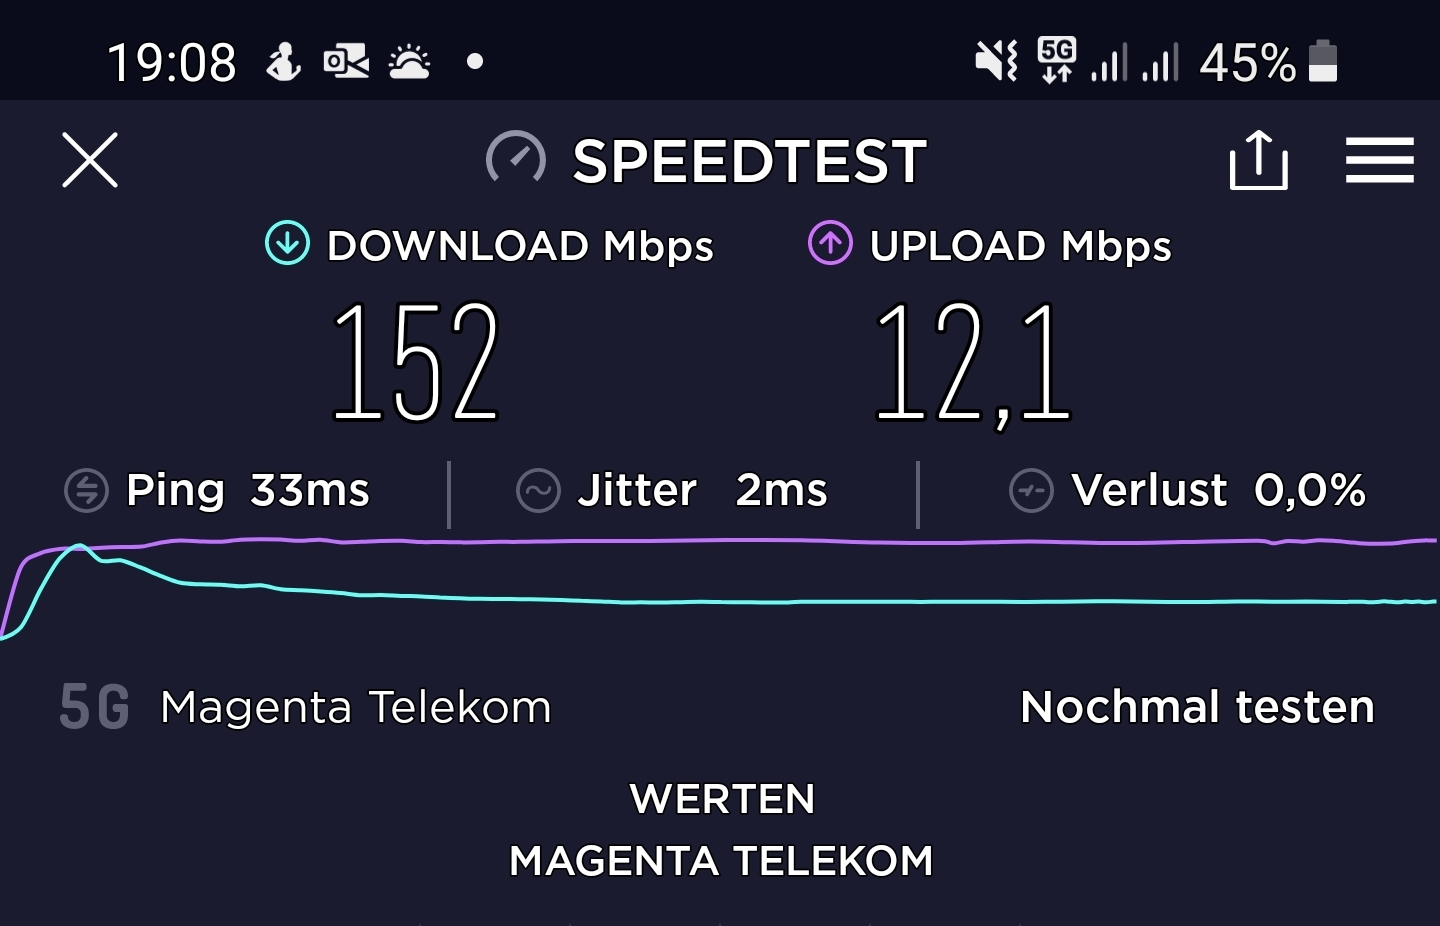 19:08 5G 45%
SPEEDTEST
DOWNLOAD Mbps UPLOAD Mbps
152 12,1
Ping 33ms Jitter 2ms Verlust 0,0%
5G Magenta Telekom Nochmal testen
WERTEN
MAGENTA TELEKOM